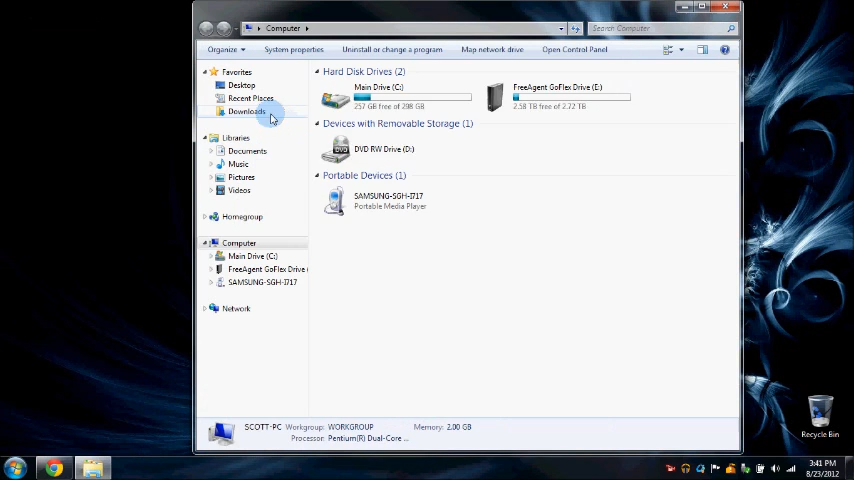 Computer
Search Computer
Organize
System properties
Uninstall or change a program
Map network drive
Open Control Panel
Favorites
Desktop
Recent Places
Downloads
Libraries
Documents
Music
Pictures
Videos
Homegroup
Computer
Main Drive (C:)
FreeAgent GoFlex Drive (
SAMSUNG-SGH-I717
Network
Hard Disk Drives (2)
Main Drive (C:)
257 GB free of 298 GB
FreeAgent GoFlex Drive (E:)
2.58 TB free of 2.72 TB
Devices with Removable Storage (1)
DVD
DVD RW Drive (D:)
Portable Devices (1)
SAMSUNG-SGH-I717
Portable Media Player
SCOTT-PC Workgroup: WORKGROUP Memory: 2.00 GB
Processor: Pentium(R) Dual-Core ...
Recycle Bin
3:41 PM
8/23/2012